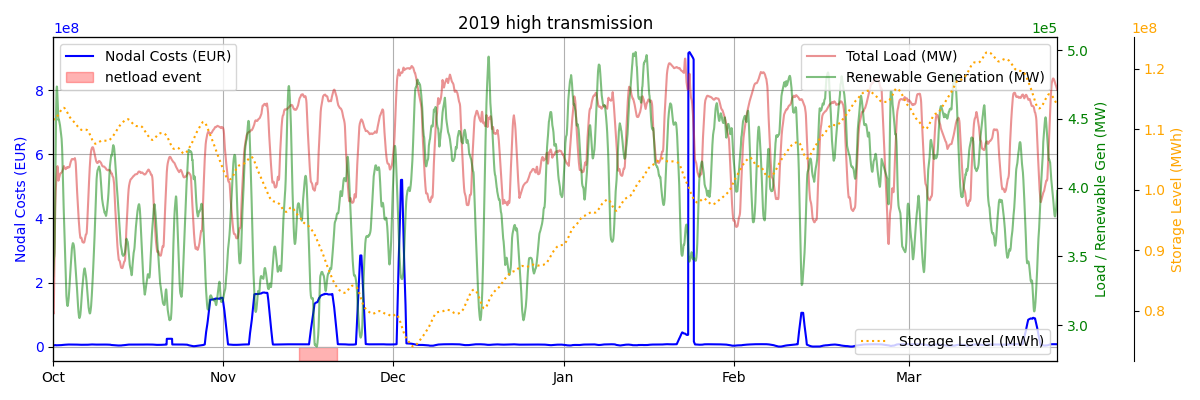 2019 high transmission
1e8
1e5
1e8
Nodal Costs (EUR)
netload event
Total Load (MW)
Renewable Generation (MW)
Storage Level (MWh)
Nodal Costs (EUR)
8
6
4
2
0
Oct
Nov
Dec
Jan
Feb
Mar
5.0
4.5
4.0
3.5
3.0
Load / Renewable Gen (MW)
1.2
1.1
1.0
0.9
0.8
Storage Level (MWh)